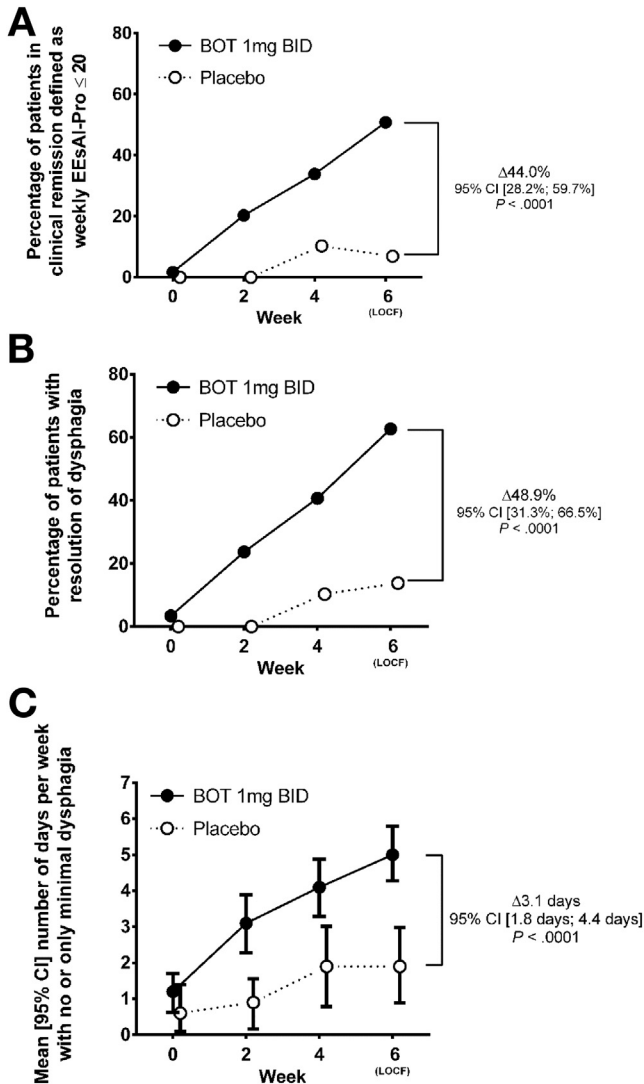 A
Percentage of patients in
clinical remission defined as
weekly EEsAI-Pro ≤ 20
80
60
40
20
0
BOT 1mg BID
Placebo
Δ44.0%
95% CI [28.2%; 59.7%]
P < .0001
0 2 4 6
(LOCF)
Week
B
Percentage of patients with
resolution of dysphagia
80
60
40
20
0
BOT 1mg BID
Placebo
Δ48.9%
95% CI [31.3%; 66.5%]
P < .0001
0 2 4 6
(LOCF)
Week
C
Mean [95% CI] number of days per week
with no or only minimal dysphagia
7
6
5
4
3
2
1
0
BOT 1mg BID
Placebo
Δ3.1 days
95% CI [1.8 days; 4.4 days]
P < .0001
0 2 4 6
(LOCF)
Week